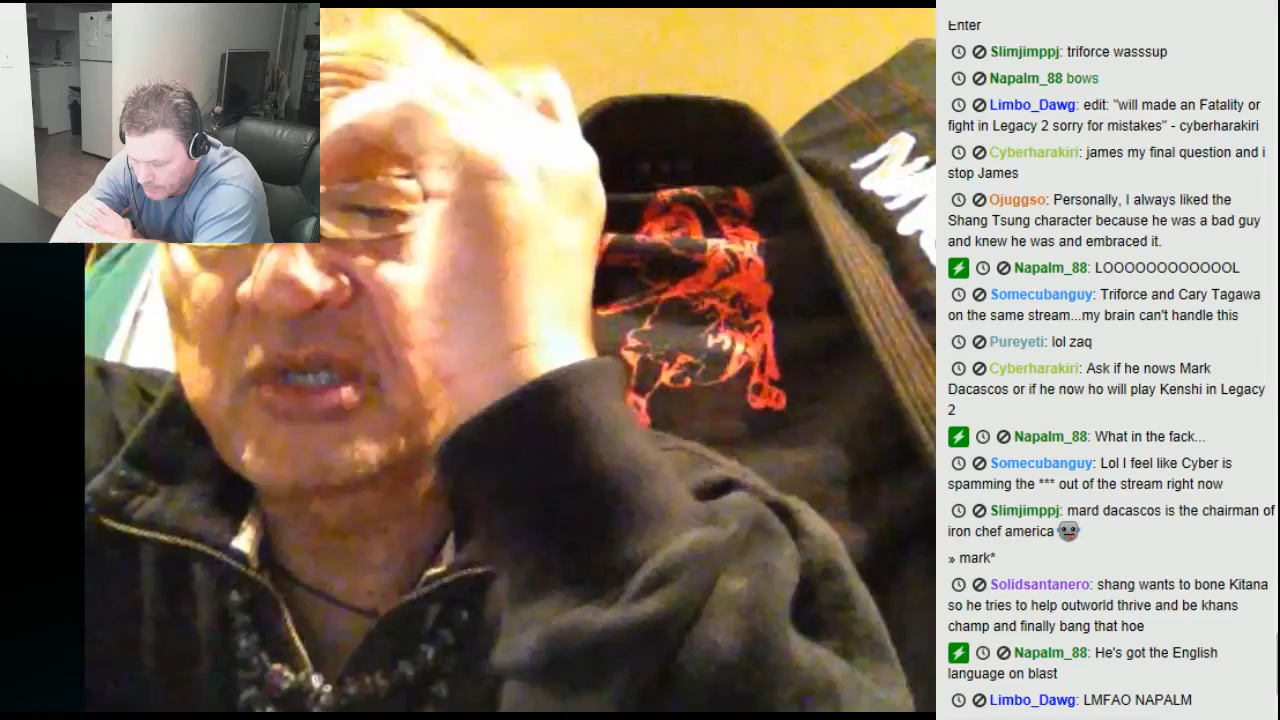 Enter
Slimjimppj: triforce wasssup
Napalm_88 bows
Limbo_Dawg: edit: "will made an Fatality or
fight in Legacy 2 sorry for mistakes" - cyberharakiri
Cyberharakiri: james my final question and i
stop James
Ojuggso: Personally, I always liked the
Shang Tsung character because he was a bad guy
and knew he was and embraced it.
Napalm_88: LOOOOOOOOOOOOL
Somecubanguy: Triforce and Cary Tagawa
on the same stream...my brain can't handle this
Pureyeti: lol zaq
Cyberharakiri: Ask if he nows Mark
Dacascos or if he now ho will play Kenshi in Legacy
2
Napalm_88: What in the fack...
Somecubanguy: Lol I feel like Cyber is
spamming the *** out of the stream right now
Slimjimppj: mard dacascos is the chairman of
iron chef america
» mark*
Solidsantanero: shang wants to bone Kitana
so he tries to help outworld thrive and be khans
champ and finally bang that hoe
Napalm_88: He's got the English
language on blast
Limbo_Dawg: LMFAO NAPALM